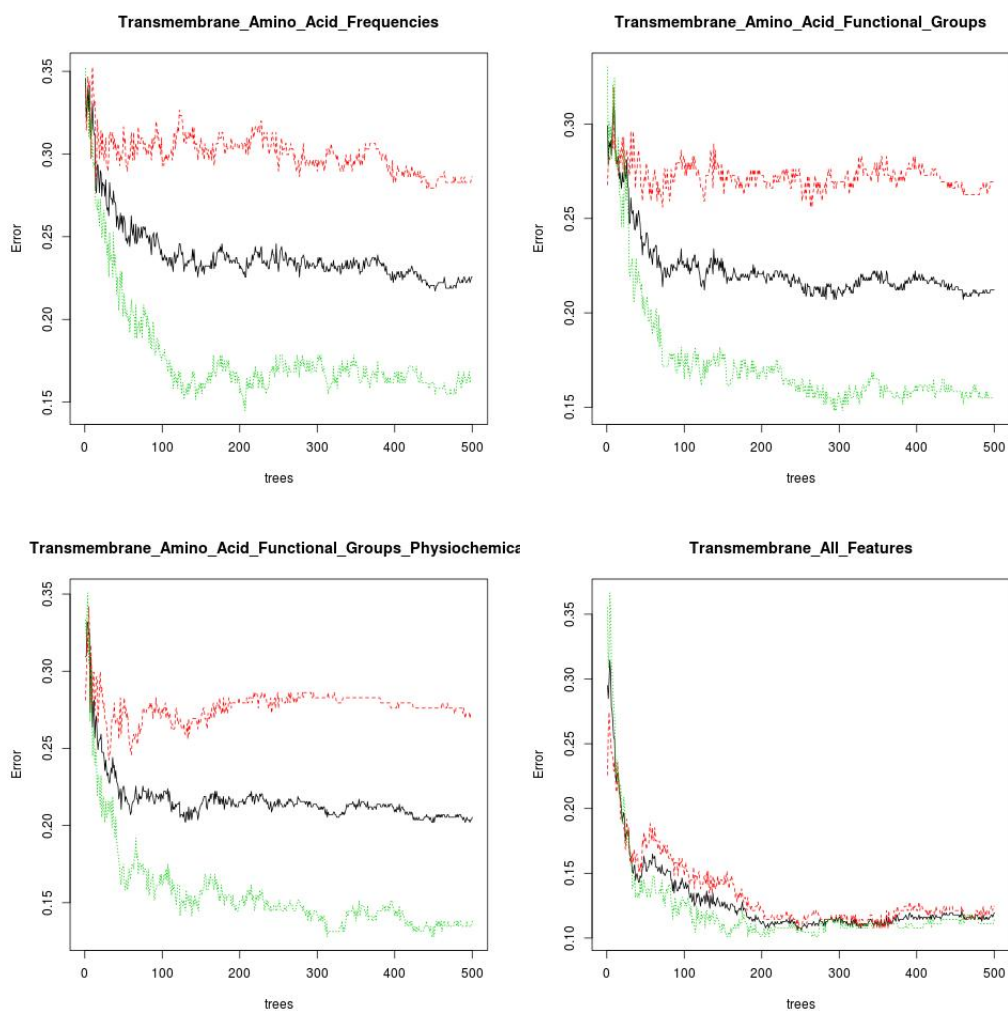 Transmembrane_Amino_Acid_Frequencies
Error
0.35
0.30
0.25
0.20
0.15
0 100 200 300 400 500
trees
Transmembrane_Amino_Acid_Functional_Groups
Error
0.30
0.25
0.20
0.15
0 100 200 300 400 500
trees
Transmembrane_Amino_Acid_Functional_Groups_Physiochemica
Error
0.35
0.30
0.25
0.20
0.15
0 100 200 300 400 500
trees
Transmembrane_All_Features
Error
0.35
0.30
0.25
0.20
0.15
0.10
0 100 200 300 400 500
trees